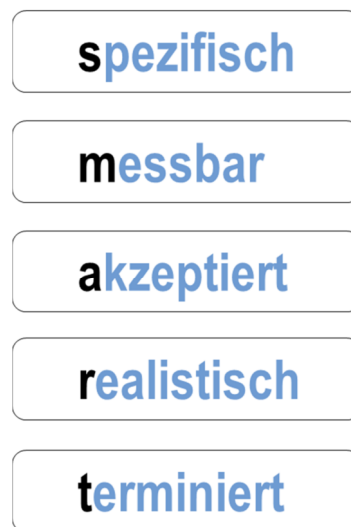 spezifisch
messbar
akzeptiert
realistisch
terminiert